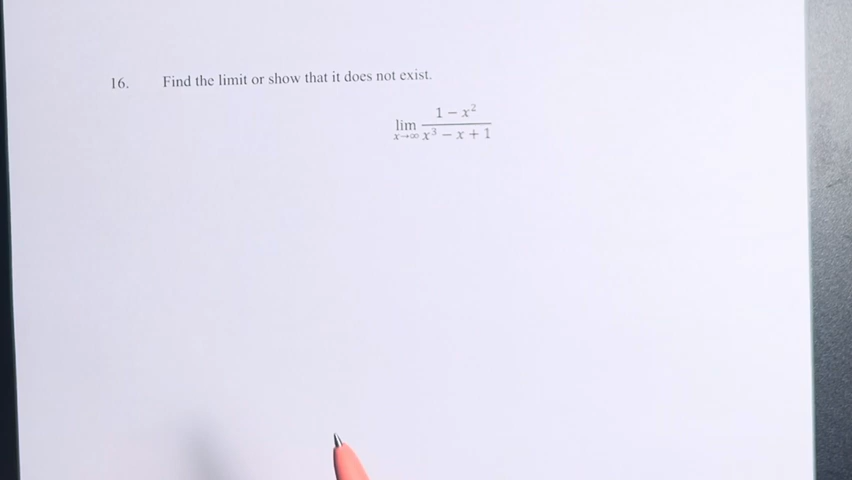 16. Find the limit or show that it does not exist.
lim x→∞ (1 − x²) / (x³ − x + 1)